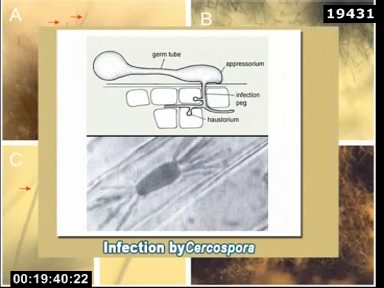 A
B
19431
germ tube
appressorium
infection
peg
haustorium
C
Infection by Cercospora
00:19:40:22